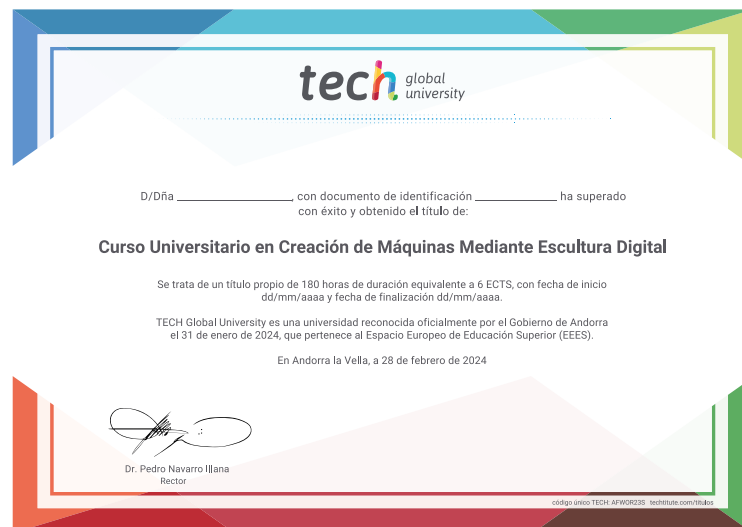 tech global university
D/Dña ____________________, con documento de identificación ______________ ha superado
con éxito y obtenido el título de:
Curso Universitario en Creación de Máquinas Mediante Escultura Digital
Se trata de un título propio de 180 horas de duración equivalente a 6 ECTS, con fecha de inicio
dd/mm/aaaa y fecha de finalización dd/mm/aaaa.
TECH Global University es una universidad reconocida oficialmente por el Gobierno de Andorra
el 31 de enero de 2024, que pertenece al Espacio Europeo de Educación Superior (EEES).
En Andorra la Vella, a 28 de febrero de 2024
Dr. Pedro Navarro Illana
Rector
código único TECH: AFWOR23S techtitute.com/titulos